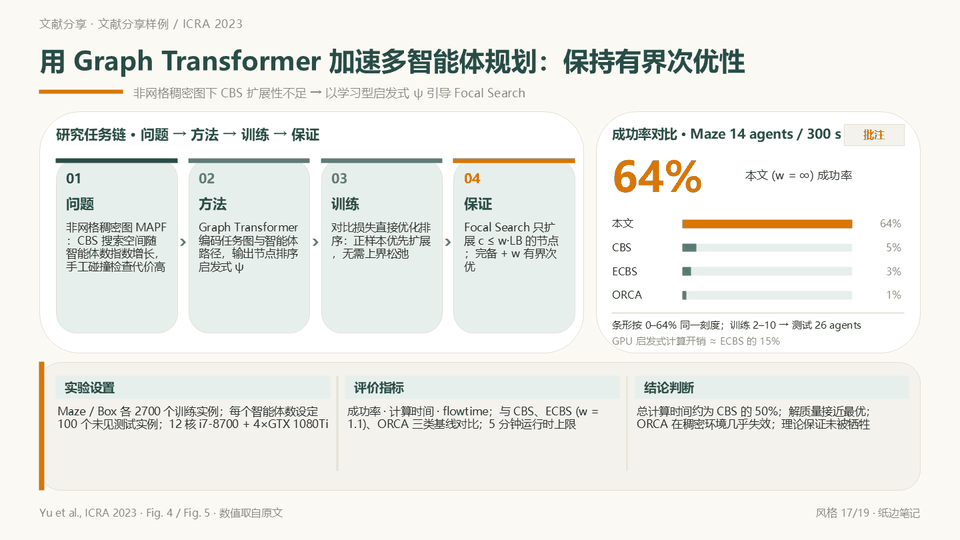 文献分享 · 文献分享样例 / ICRA 2023
用 Graph Transformer 加速多智能体规划：保持有界次优性
非网格稠密图下 CBS 扩展性不足 → 以学习型启发式 ψ 引导 Focal Search
研究任务链 • 问题 → 方法 → 训练 → 保证
01
问题
非网格稠密图 MAPF
：CBS 搜索空间随
智能体数指数增长，
手工碰撞检查代价高
›
02
方法
Graph Transformer
编码任务图与智能体
路径，输出节点排序
启发式 ψ
›
03
训练
对比损失直接优化排
序：正样本优先扩展
，无需上界松弛
›
04
保证
Focal Search 只扩
展 c ≤ w·LB 的节点
；完备 + w 有界次
优
成功率对比 • Maze 14 agents / 300 s
批注
64%
本文 (w = ∞) 成功率
本文 64%
CBS 5%
ECBS 3%
ORCA 1%
条形按 0–64% 同一刻度；训练 2–10 → 测试 26 agents
GPU 启发式计算开销 ≈ ECBS 的 15%
实验设置
Maze / Box 各 2700 个训练实例；每个智能体数设定
100 个未见测试实例；12 核 i7-8700 + 4×GTX 1080Ti
评价指标
成功率 · 计算时间 · flowtime；与 CBS、ECBS (w =
1.1)、ORCA 三类基线对比；5 分钟运行时上限
结论判断
总计算时间约为 CBS 的 50%；解质量接近最优；
ORCA 在稠密环境几乎失效；理论保证未被牺牲
Yu et al., ICRA 2023 · Fig. 4 / Fig. 5 · 数值取自原文
风格 17/19 · 纸边笔记